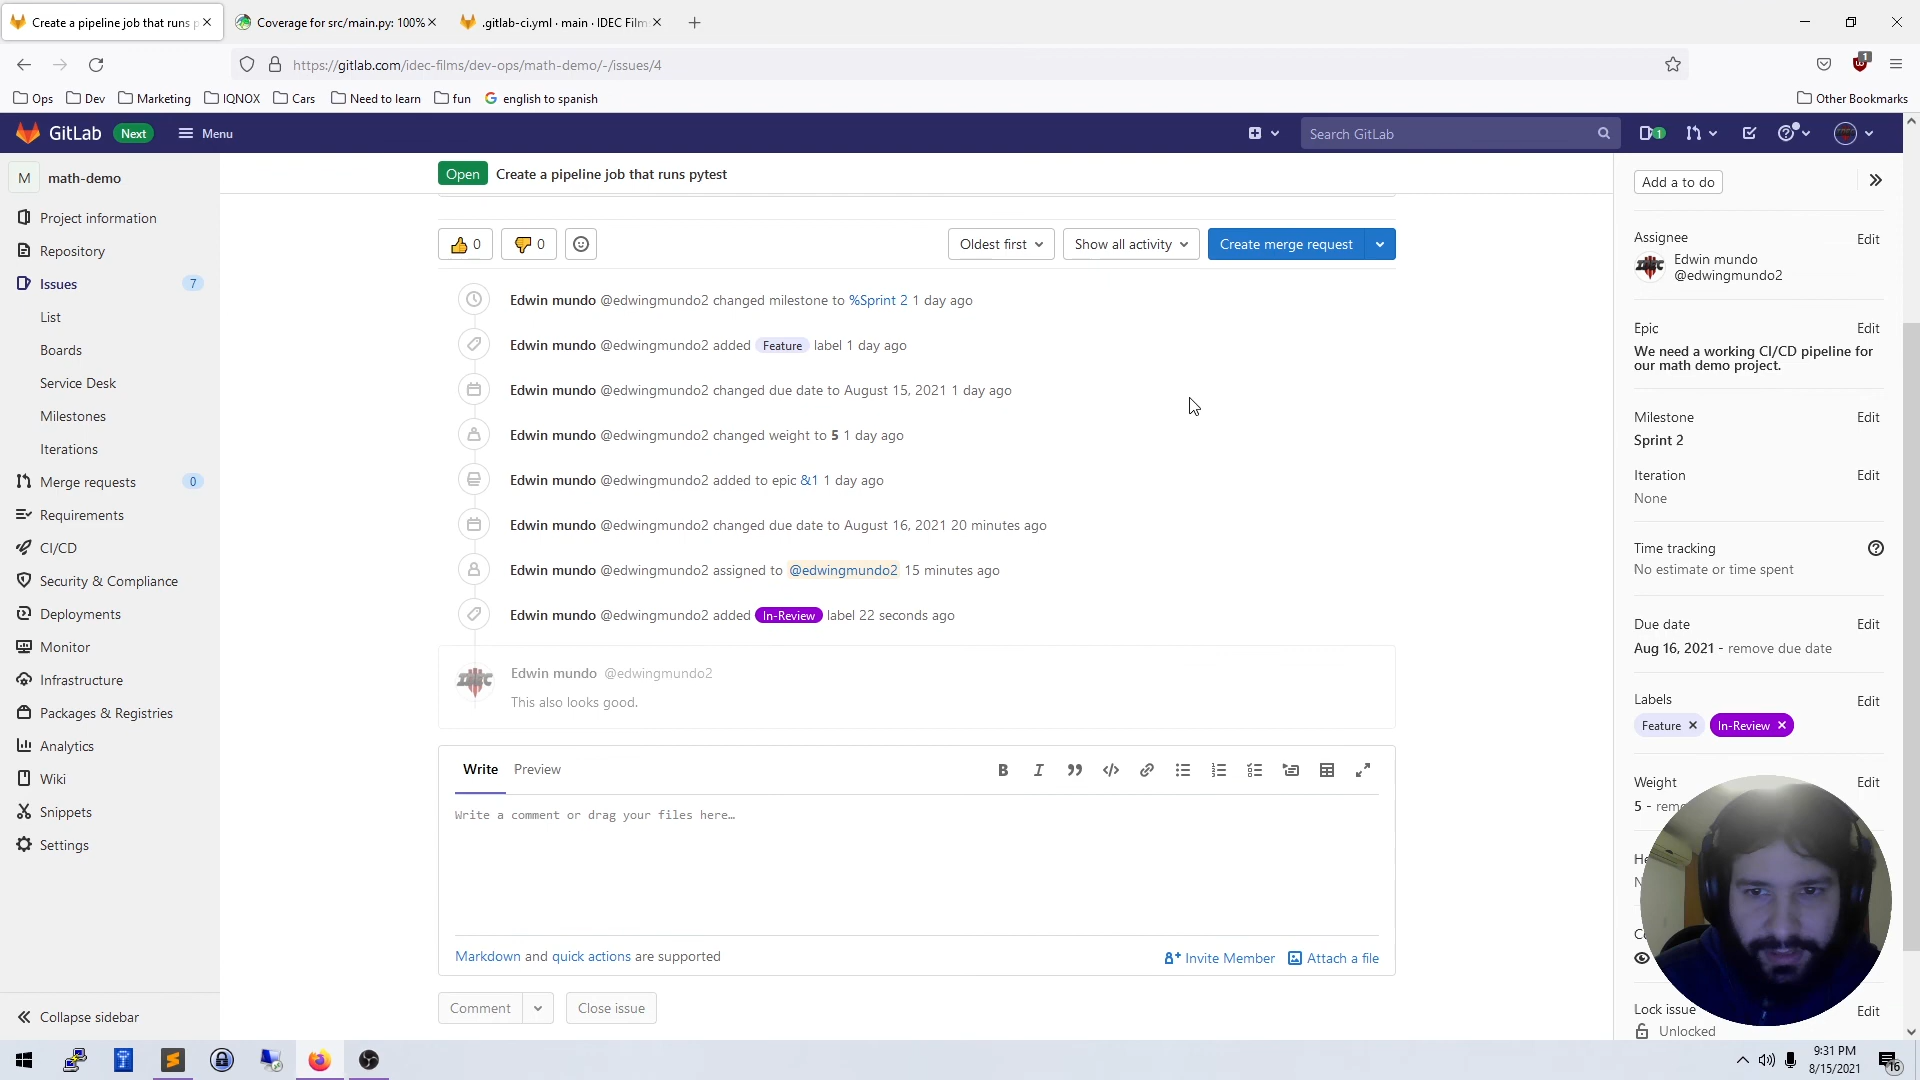 Create a pipeline job that runs p
Coverage for src/main.py: 100%
.gitlab-ci.yml · main · IDEC Film
https://gitlab.com/idec-films/dev-ops/math-demo/-/issues/4
1
Ops
Dev
Marketing
IQNOX
Cars
Need to learn
fun
english to spanish
Other Bookmarks
GitLab
Next
Menu
Search GitLab
1
M
math-demo
Project information
Repository
Issues
7
List
Boards
Service Desk
Milestones
Iterations
Merge requests
0
Requirements
CI/CD
Security & Compliance
Deployments
Monitor
Infrastructure
Packages & Registries
Analytics
Wiki
Snippets
Settings
Collapse sidebar
Open
Create a pipeline job that runs pytest
0
0
Oldest first
Show all activity
Create merge request
Edwin mundo @edwingmundo2 changed milestone to %Sprint 2 1 day ago
Edwin mundo @edwingmundo2 added Feature label 1 day ago
Edwin mundo @edwingmundo2 changed due date to August 15, 2021 1 day ago
Edwin mundo @edwingmundo2 changed weight to 5 1 day ago
Edwin mundo @edwingmundo2 added to epic &1 1 day ago
Edwin mundo @edwingmundo2 changed due date to August 16, 2021 20 minutes ago
Edwin mundo @edwingmundo2 assigned to @edwingmundo2 15 minutes ago
Edwin mundo @edwingmundo2 added In-Review label 22 seconds ago
IDEC
Edwin mundo @edwingmundo2
This also looks good.
Write
Preview
Write a comment or drag your files here…
Markdown and quick actions are supported
Invite Member
Attach a file
Comment
Close issue
Add a to do
Assignee
Edit
IDEC
Edwin mundo
@edwingmundo2
Epic
Edit
We need a working CI/CD pipeline for
our math demo project.
Milestone
Edit
Sprint 2
Iteration
Edit
None
Time tracking
No estimate or time spent
Due date
Edit
Aug 16, 2021 - remove due date
Labels
Edit
Feature
In-Review
Weight
Edit
5 - rem
He
N
Co
Lock issue
Edit
Unlocked
9:31 PM
8/15/2021
16